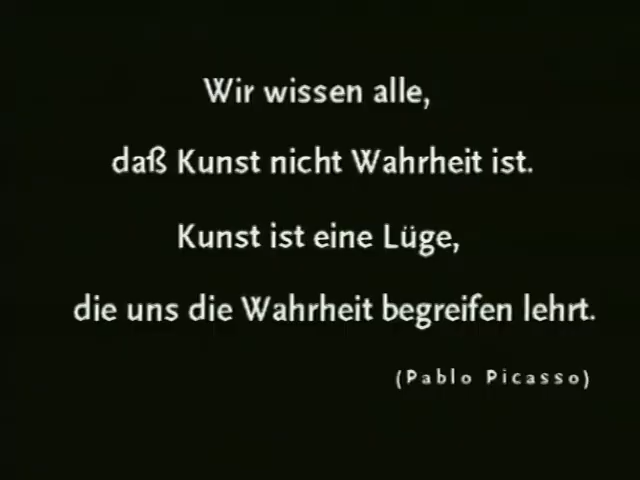 Wir wissen alle,
daß Kunst nicht Wahrheit ist.
Kunst ist eine Lüge,
die uns die Wahrheit begreifen lehrt.
(Pablo Picasso)